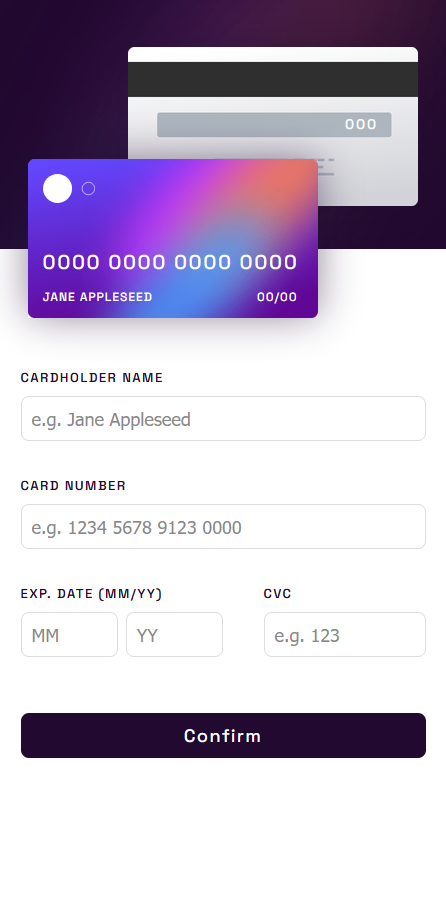 000
0000 0000 0000 0000
JANE APPLESEED 00/00
CARDHOLDER NAME
e.g. Jane Appleseed
CARD NUMBER
e.g. 1234 5678 9123 0000
EXP. DATE (MM/YY) CVC
MM YY e.g. 123
Confirm